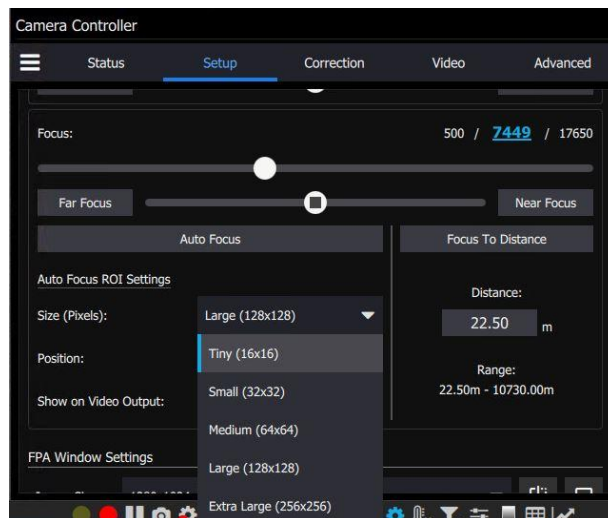 Camera Controller
Status Setup Correction Video Advanced
Focus: 500 / 7449 / 17650
Far Focus Near Focus
Auto Focus Focus To Distance
Auto Focus ROI Settings
Distance:
Size (Pixels): Large (128x128)
22.50 m
Position: Tiny (16x16)
Range:
Small (32x32)
22.50m - 10730.00m
Show on Video Output:
Medium (64x64)
FPA Window Settings
Large (128x128)
Extra Large (256x256)